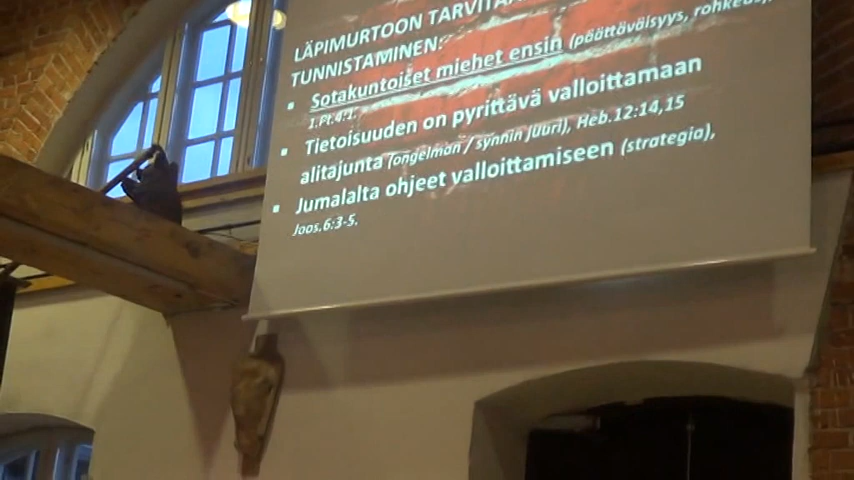 LÄPIMURTOON TARVITAAN
TUNNISTAMINEN
▪ Sotakuntoiset miehet ensin (päättäväisyys, rohkeus),
1.Pt.4:1
▪ Tietoisuuden on pyrittävä valloittamaan
alitajunta (ongelman / synnin juuri), Heb.12:14,15
▪ Jumalalta ohjeet valloittamiseen (strategia)
Joos.6:3-5.